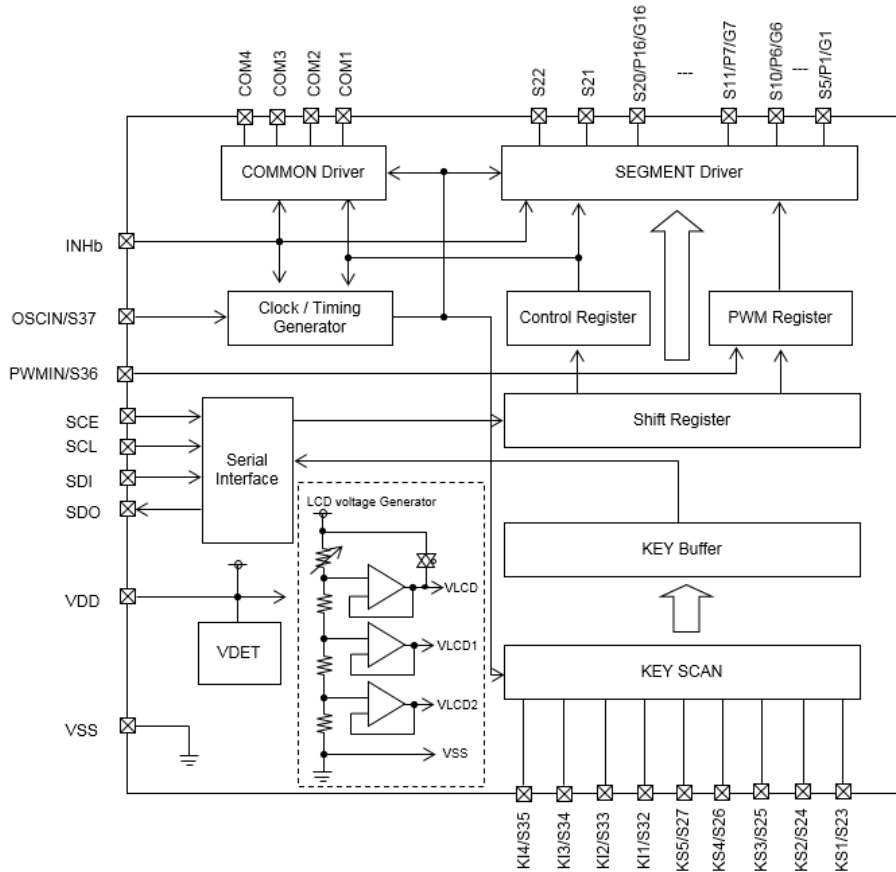 COM4
COM3
COM2
COM1
S22
S21
S20/P16/G16
---
S11/P7/G7
S10/P6/G6
---
S5/P1/G1
COMMON Driver
SEGMENT Driver
INHb
OSCIN/S37
Clock / Timing
Generator
Control Register
PWM Register
PWMIN/S36
SCE
SCL
SDI
SDO
Serial
Interface
Shift Register
LCD voltage Generator
KEY Buffer
VLCD
VDD
VDET
VLCD1
KEY SCAN
VLCD2
VSS
VSS
KI4/S35
KI3/S34
KI2/S33
KI1/S32
KS5/S27
KS4/S26
KS3/S25
KS2/S24
KS1/S23